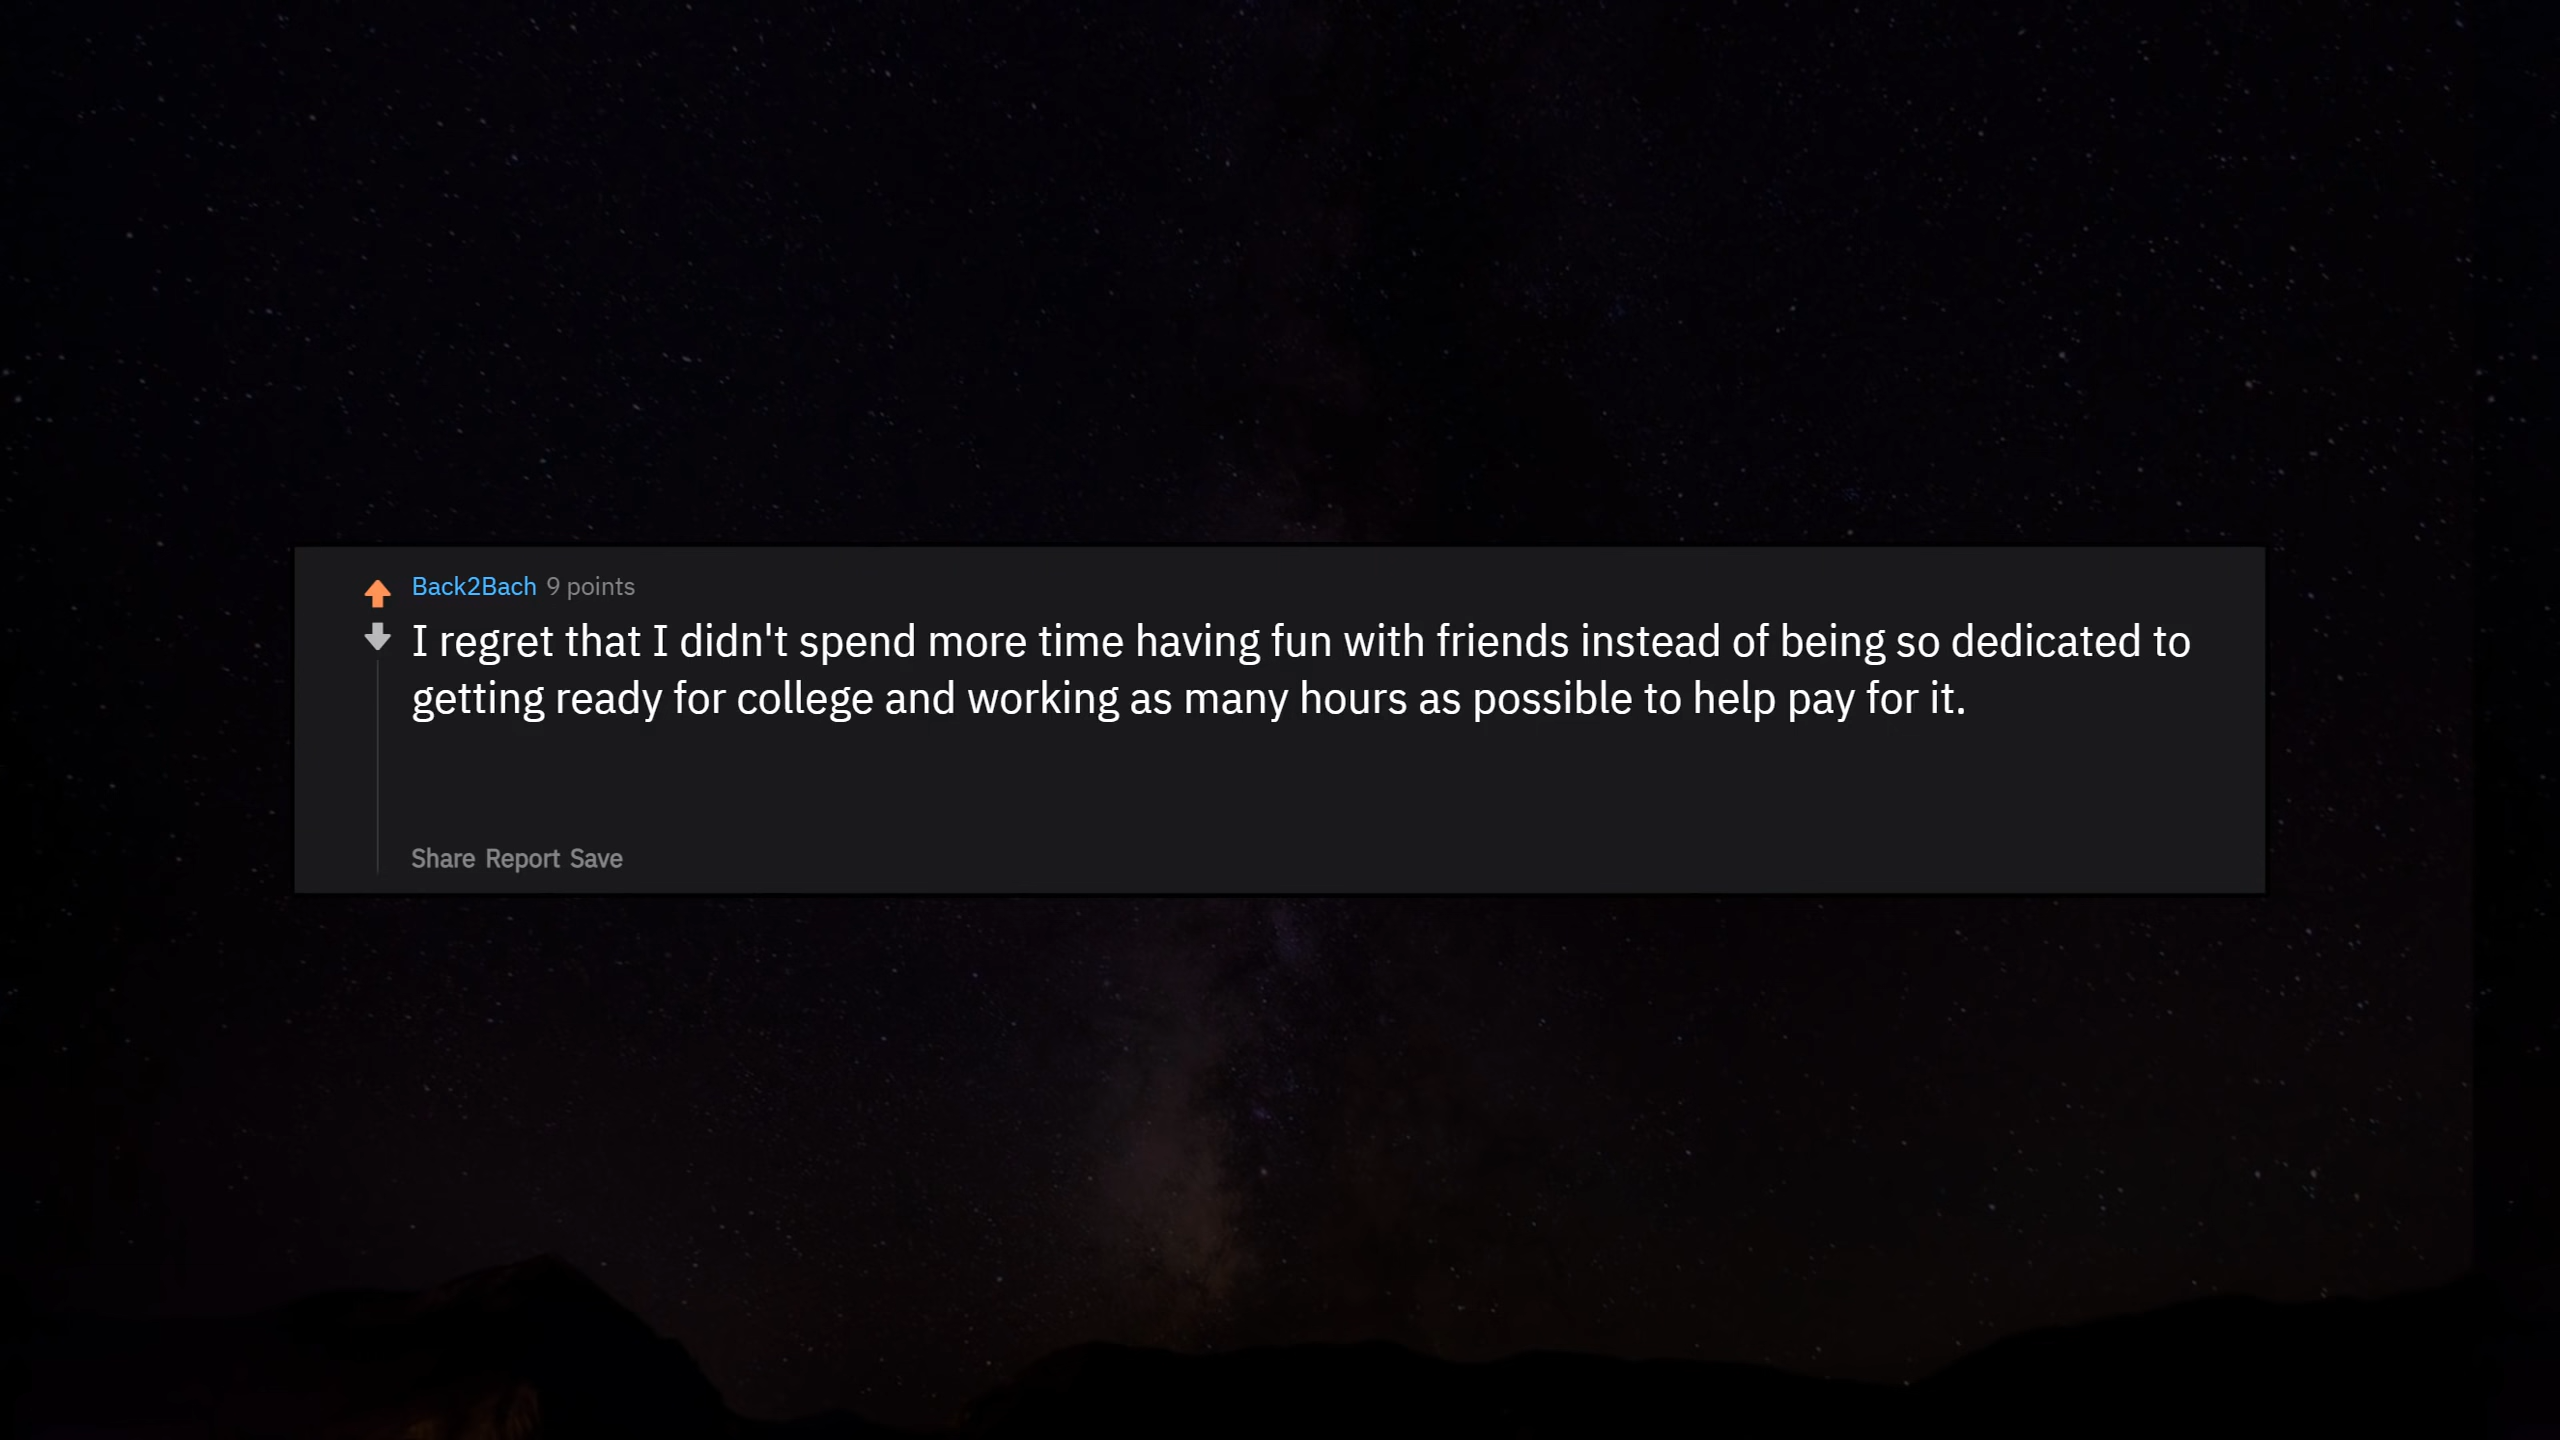 Back2Bach 9 points
I regret that I didn't spend more time having fun with friends instead of being so dedicated to
getting ready for college and working as many hours as possible to help pay for it.
Share Report Save